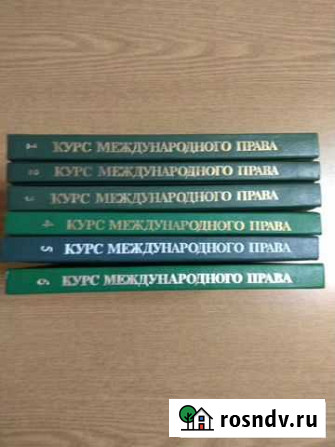 1 КУРС МЕЖДУНАРОДНОГО ПРАВА
2 КУРС МЕЖДУНАРОДНОГО ПРАВА
3 КУРС МЕЖДУНАРОДНОГО ПРАВА
4 КУРС МЕЖДУНАРОДНОГО ПРАВА
5 КУРС МЕЖДУНАРОДНОГО ПРАВА
6 КУРС МЕЖДУНАРОДНОГО ПРАВА
rosndv.ru